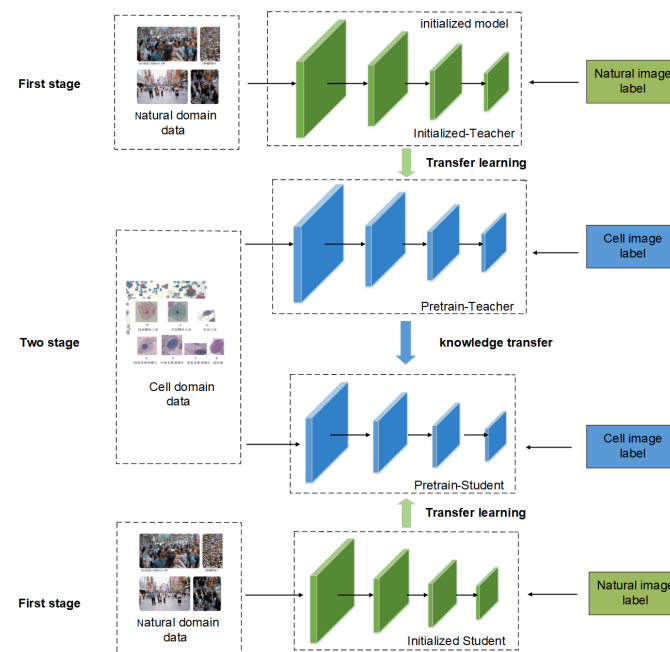 initialized model
First stage
Natural domain
data
Initialized-Teacher
Natural image
label
Transfer learning
Cell image
label
Pretrain-Teacher
Two stage
knowledge transfer
Cell domain
data
Cell image
label
Pretrain-Student
Transfer learning
First stage
Natural domain
data
Initialized Student
Natural image
label